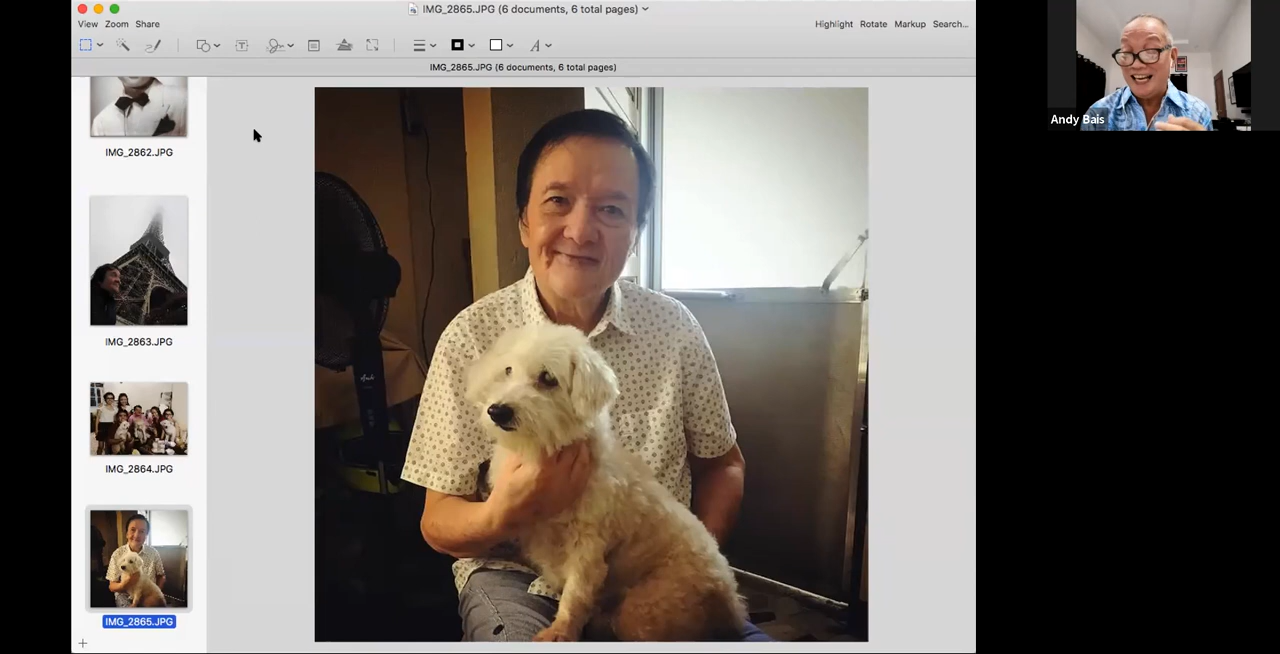 IMG_2865.JPG (6 documents, 6 total pages)
View Zoom Share
Highlight Rotate Markup Search...
IMG_2865.JPG (6 documents, 6 total pages)
Andy Bais
IMG_2862.JPG
IMG_2863.JPG
IMG_2864.JPG
IMG_2865.JPG